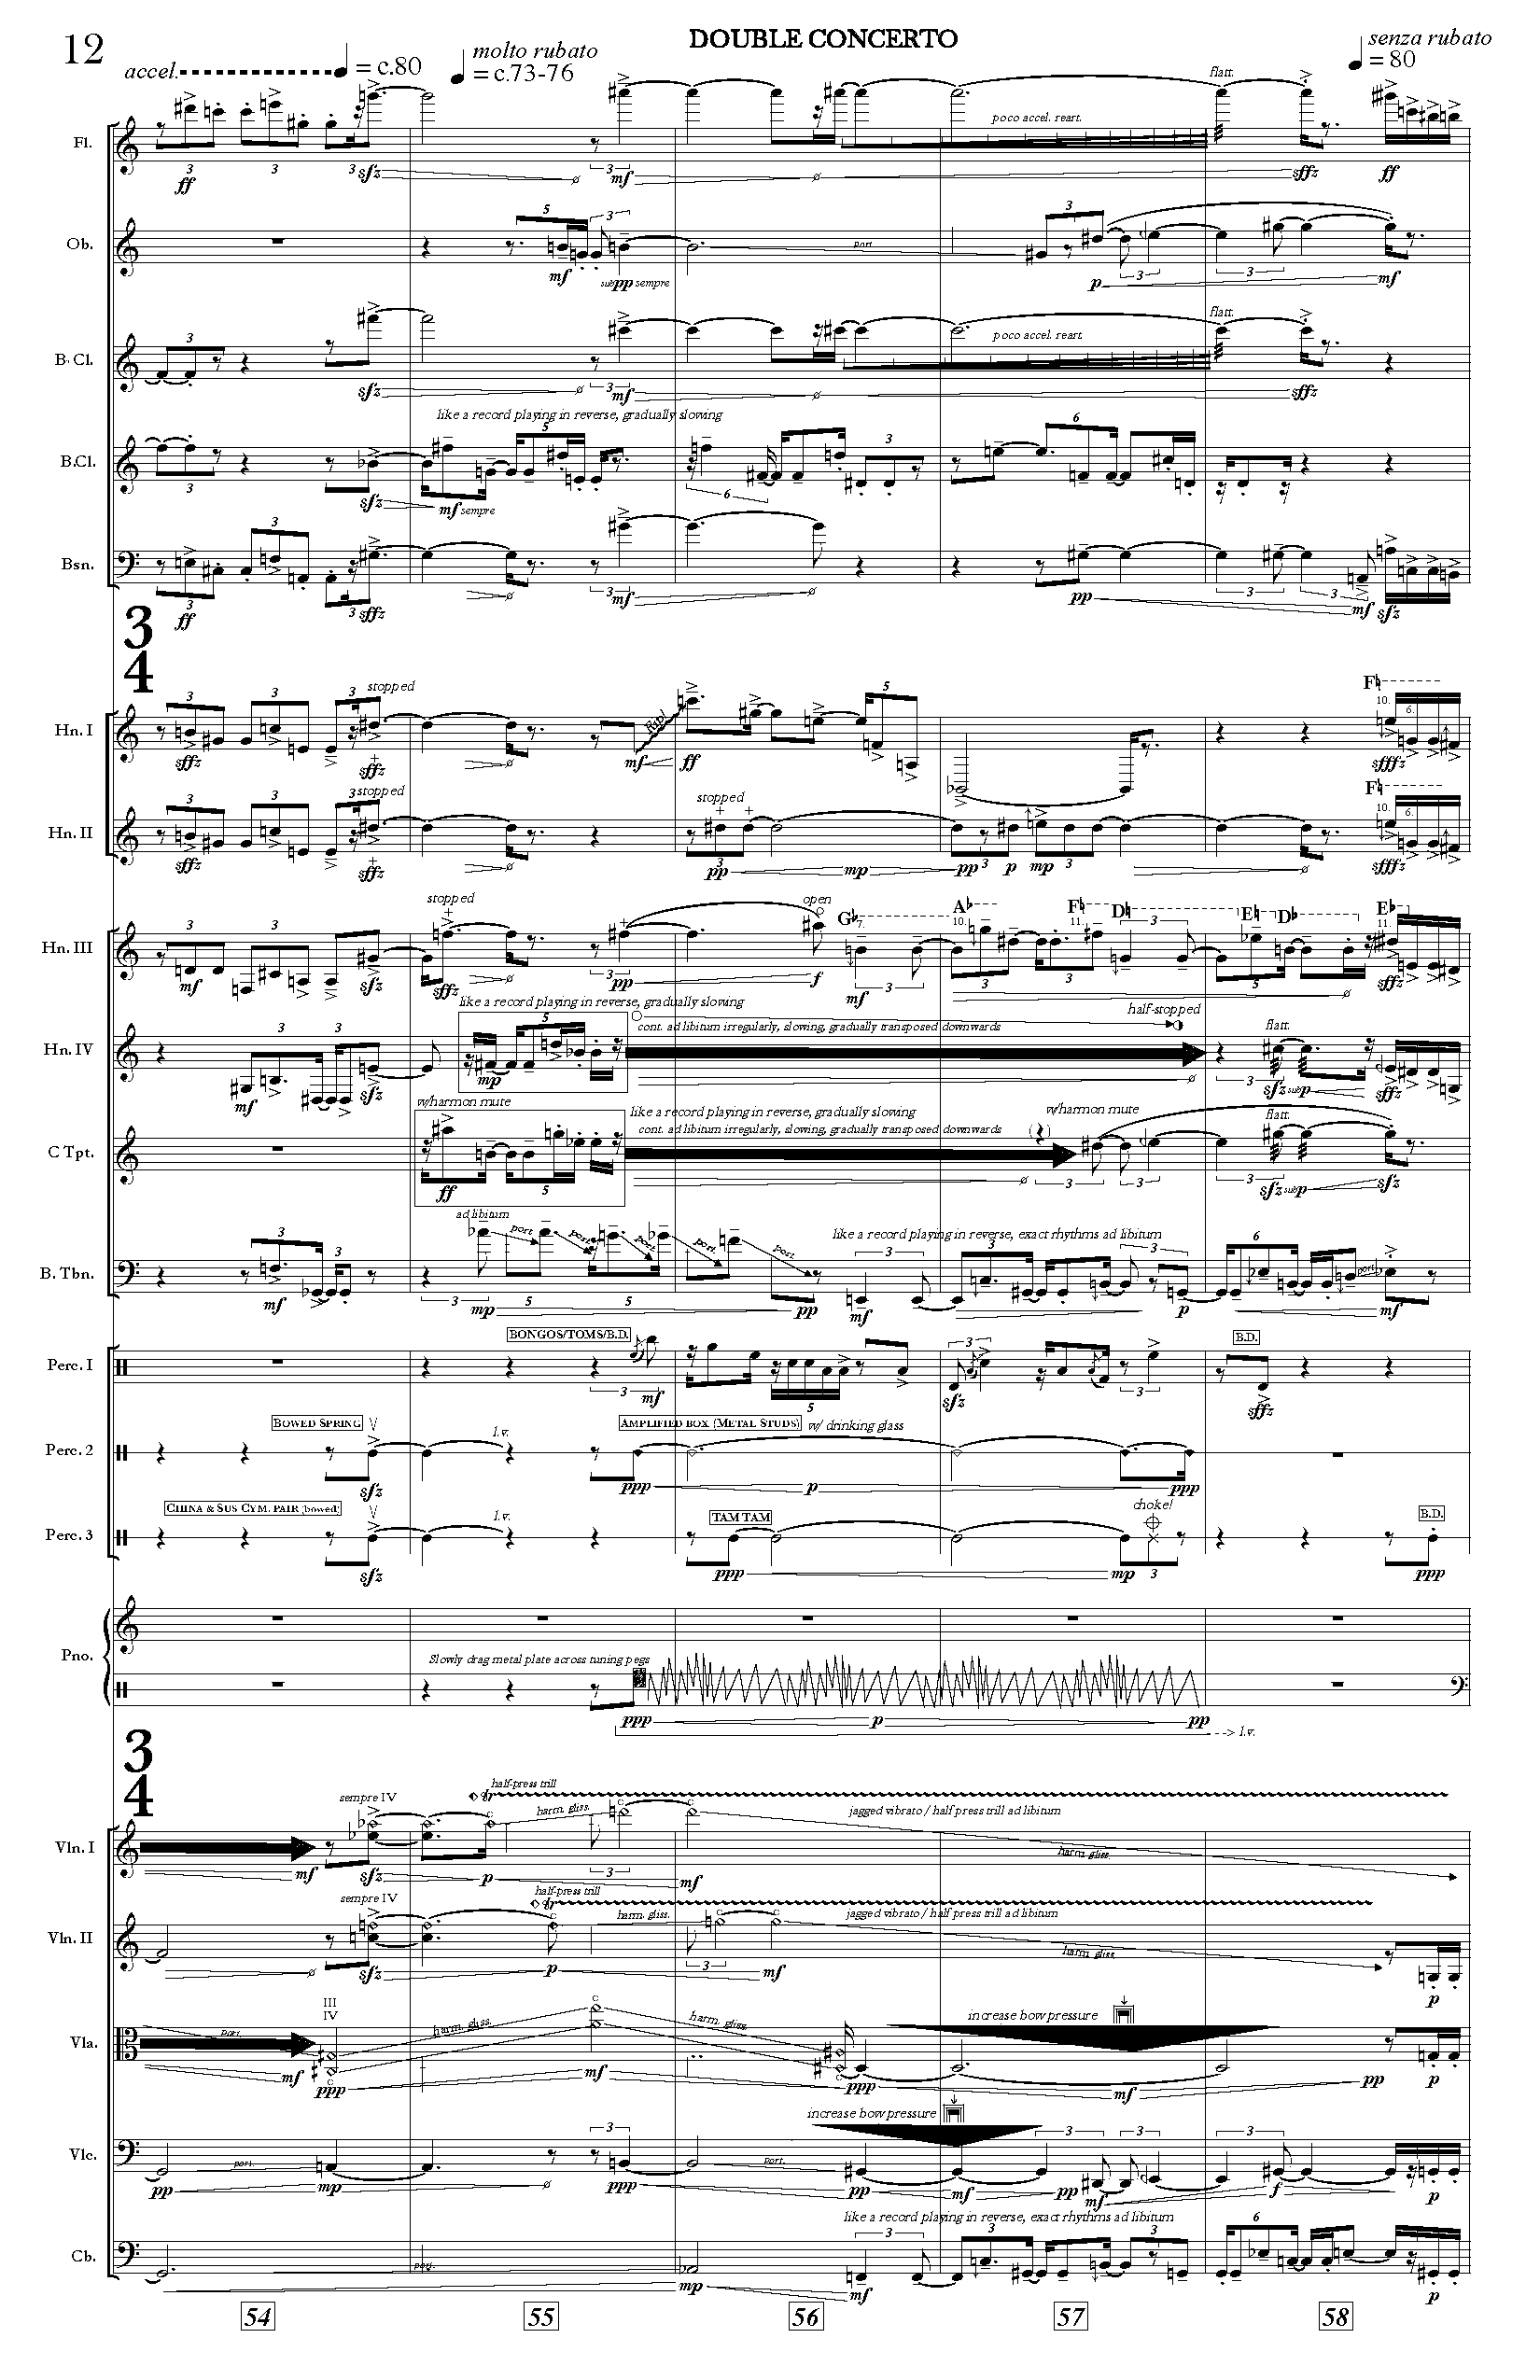 12
DOUBLE CONCERTO
accel.
= c.80
molto rubato
= c.73-76
senza rubato
= 80
flatt.
poco accel. reart.
Fl.
3 3 3 3
ff sfz mf sffz ff
Ob.
5 3 3 3 3
port
mf sub pp sempre p mf
B♭ Cl.
3 3
flatt.
poco accel. reart
sfz mf sffz
like a record playing in reverse, gradually slowing
B.Cl.
3 5 6 3 6
sfz mf sempre
Bsn.
3 3 3 3 3 3
ff sffz mf pp mf sfz
3
4
stopped
Hn. I
3 3 3 5
Rip!
F♮
10. 6.
sffz sffz mf ff sfffz
stopped
stopped
Hn. II
3 3 3 3 3
F♮
10. 6.
sffz sffz pp mp pp p mp sfffz
stopped open
Hn. III
G♭ A♭ F♮ D♮ E♮ D♭ E♭
7. 10. 11. 11.
3 3 3 3 3 3 3 5
mf sfz sffz pp f mf sffz
like a record playing in reverse, gradually slowing
half-stopped
cont. ad libitum irregularly, slowing, gradually transposed downwards
flatt.
Hn. IV
3 3 5 3
mf sfz mp sfz sub p sffz
w/harmon mute
like a record playing in reverse, gradually slowing
w/harmon mute
cont. ad libitum irregularly, slowing, gradually transposed downwards
flatt.
C Tpt.
5 3 3 3
ff sfz sub p sfz
ad libitum
port port. port. port. port.
like a record playing in reverse, exact rhythms ad libitum
B. Tbn.
3 3 3 5 5 3 3 3 6
port
mf mp pp mf p mf
BONGOS/TOMS/B.D.
B.D.
Perc. I
3 5 3 3
mf sfz sffz
BOWED SPRING
l.v.
AMPLIFIED BOX (METAL STUDS)
w/ drinking glass
Perc. 2
sfz ppp p ppp
CHINA & SUS CYM. PAIR (bowed)
l.v.
TAM TAM
choke!
B.D.
Perc. 3
sfz ppp mp 3 ppp
Pno.
Slowly drag metal plate across tuning pegs
ppp p pp
l.v.
3
4
half-press trill
sempre IV
tr
harm. gliss.
jagged vibrato / half press trill ad libitum
Vln. I
harm. gliss.
mf sfz p 3 mf
half-press trill
sempre IV
tr
harm. gliss.
jagged vibrato / half press trill ad libitum
Vln. II
harm. gliss.
sfz p 3 mf p
III
IV
port.
harm. gliss.
harm. gliss.
increase bow pressure
Vla.
mf ppp mf ppp mf pp p
increase bow pressure
Vlc.
port. port.
3 3 3 3
pp mp ppp pp mf pp mf f p
like a record playing in reverse, exact rhythms ad libitum
Cb.
port.
3 3 3 6
mp mf p
54 55 56 57 58